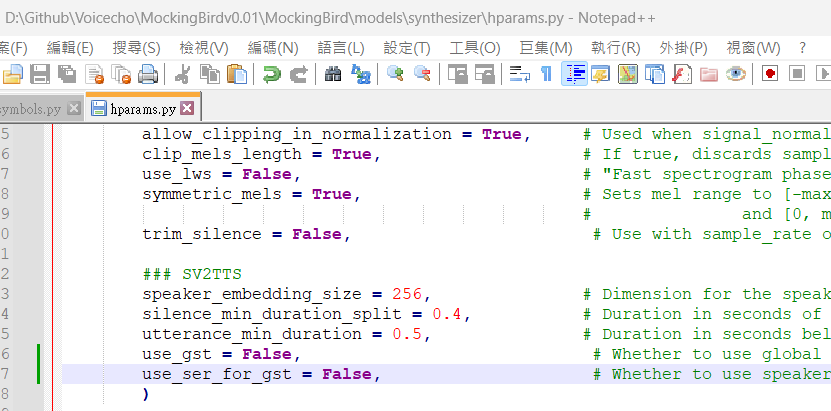 D:\Github\Voicecho\MockingBirdv0.01\MockingBird\models\synthesizer\hparams.py - Notepad++
案(F) 編輯(E) 搜尋(S) 檢視(V) 編碼(N) 語言(L) 設定(T) 工具(O) 巨集(M) 執行(R) 外掛(P) 視窗(W) ?
symbols.py hparams.py
5 allow_clipping_in_normalization = True, # Used when signal_normal
6 clip_mels_length = True, # If true, discards sampl
7 use_lws = False, # "Fast spectrogram phase
8 symmetric_mels = True, # Sets mel range to [-max
9 # and [0, m
0 trim_silence = False, # Use with sample_rate o
1
2 ### SV2TTS
3 speaker_embedding_size = 256, # Dimension for the speak
4 silence_min_duration_split = 0.4, # Duration in seconds of
5 utterance_min_duration = 0.5, # Duration in seconds bel
6 use_gst = False, # Whether to use global
7 use_ser_for_gst = False, # Whether to use speaker
8 )